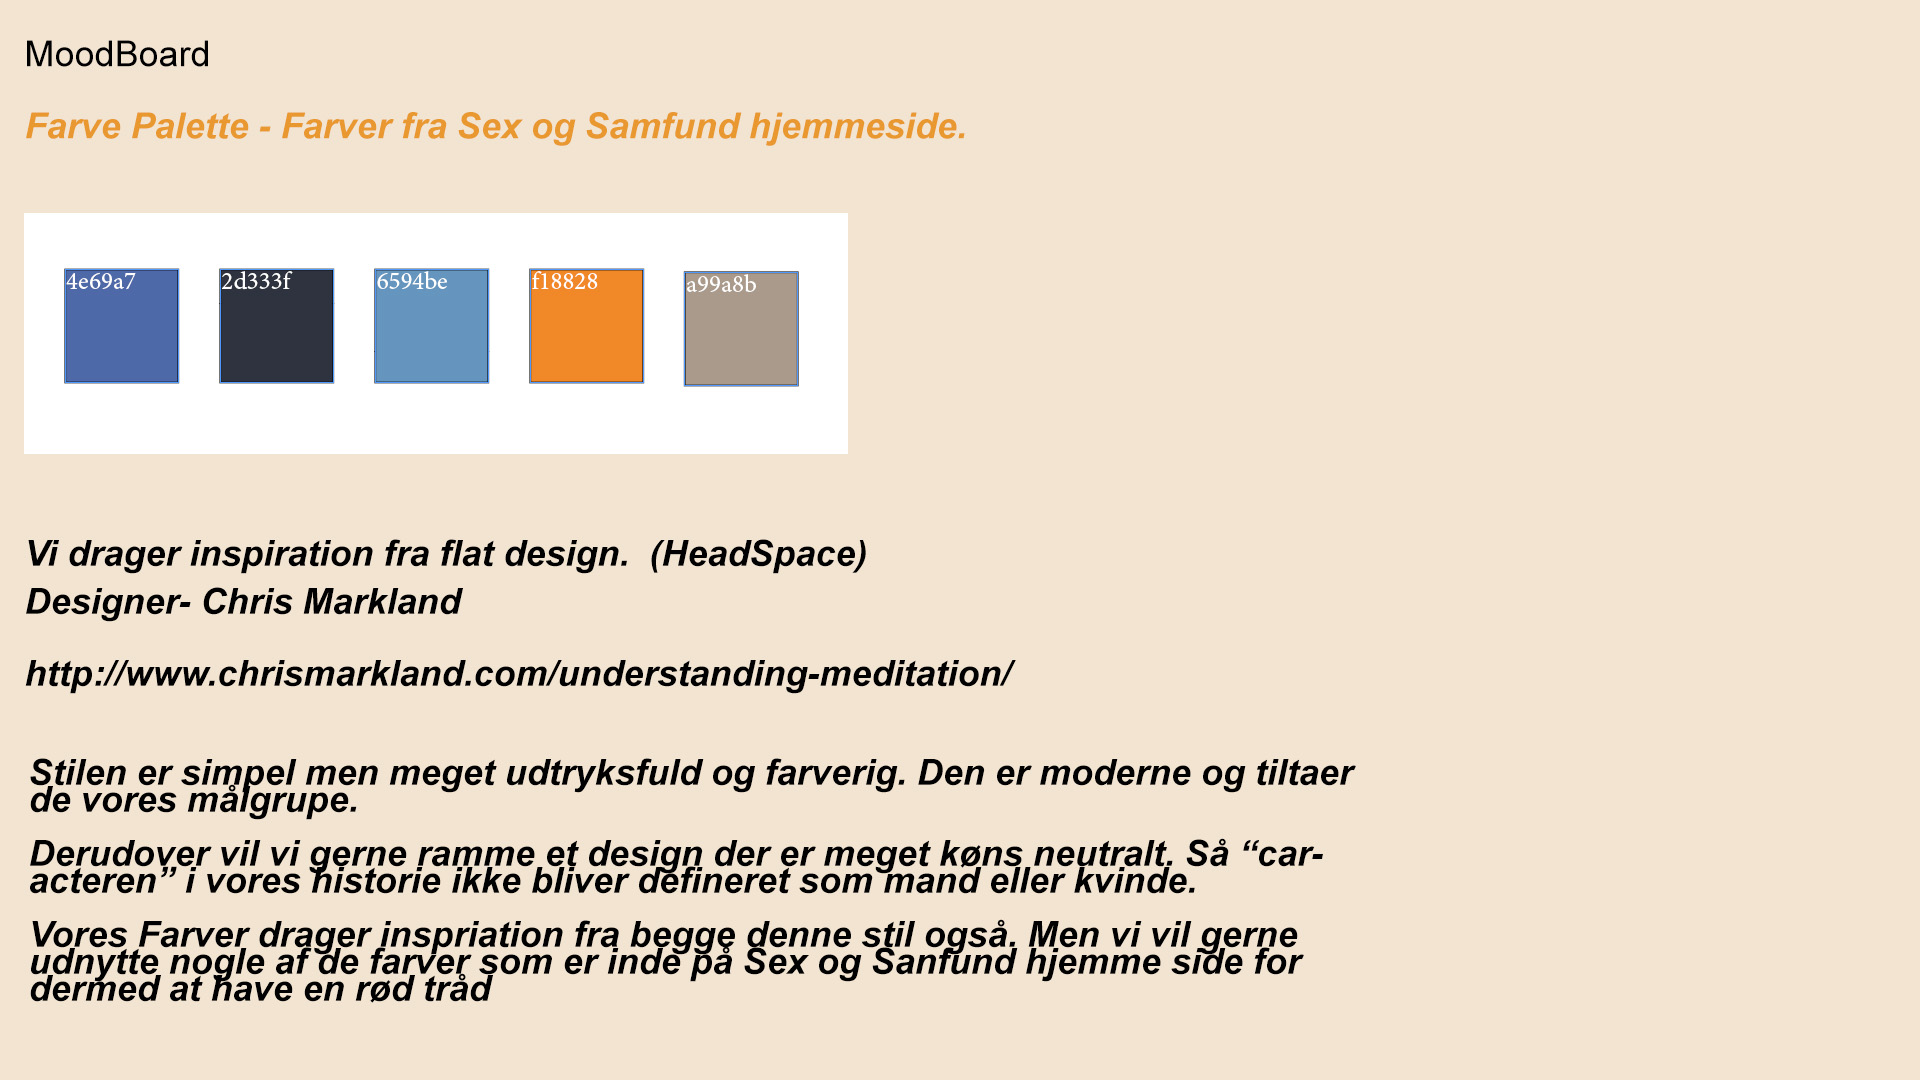 MoodBoard
Farve Palette - Farver fra Sex og Samfund hjemmeside.
4e69a7 2d333f 6594be f18828 a99a8b
Vi drager inspiration fra flat design.  (HeadSpace)
Designer- Chris Markland
http://www.chrismarkland.com/understanding-meditation/
Stilen er simpel men meget udtryksfuld og farverig. Den er moderne og tiltaer
de vores målgrupe.
Derudover vil vi gerne ramme et design der er meget køns neutralt. Så “car-
acteren” i vores historie ikke bliver defineret som mand eller kvinde.
Vores Farver drager inspriation fra begge denne stil også. Men vi vil gerne
udnytte nogle af de farver som er inde på Sex og Sanfund hjemme side for
dermed at have en rød tråd